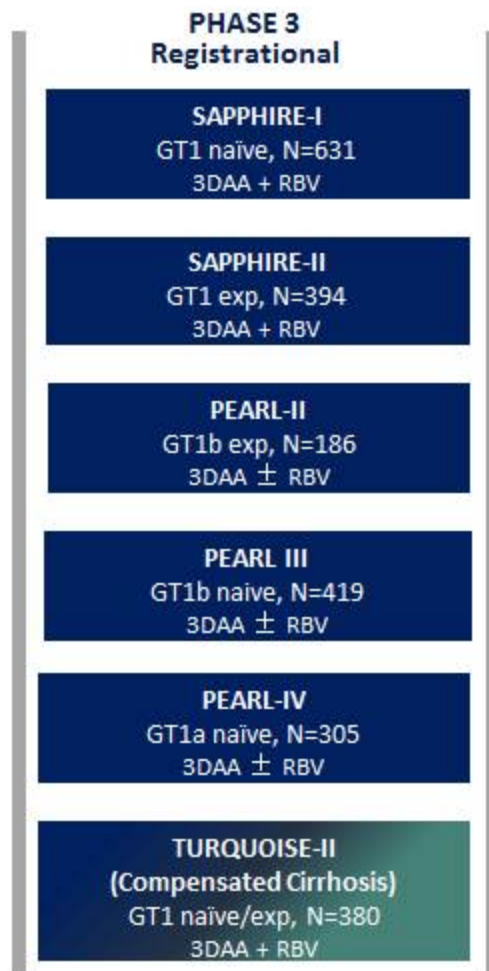 PHASE 3
Registrational
SAPPHIRE-I
GT1 naïve, N=631
3DAA + RBV
SAPPHIRE-II
GT1 exp, N=394
3DAA + RBV
PEARL-II
GT1b exp, N=186
3DAA ± RBV
PEARL III
GT1b naive, N=419
3DAA ± RBV
PEARL-IV
GT1a naïve, N=305
3DAA ± RBV
TURQUOISE-II
(Compensated Cirrhosis)
GT1 naïve/exp, N=380
3DAA + RBV